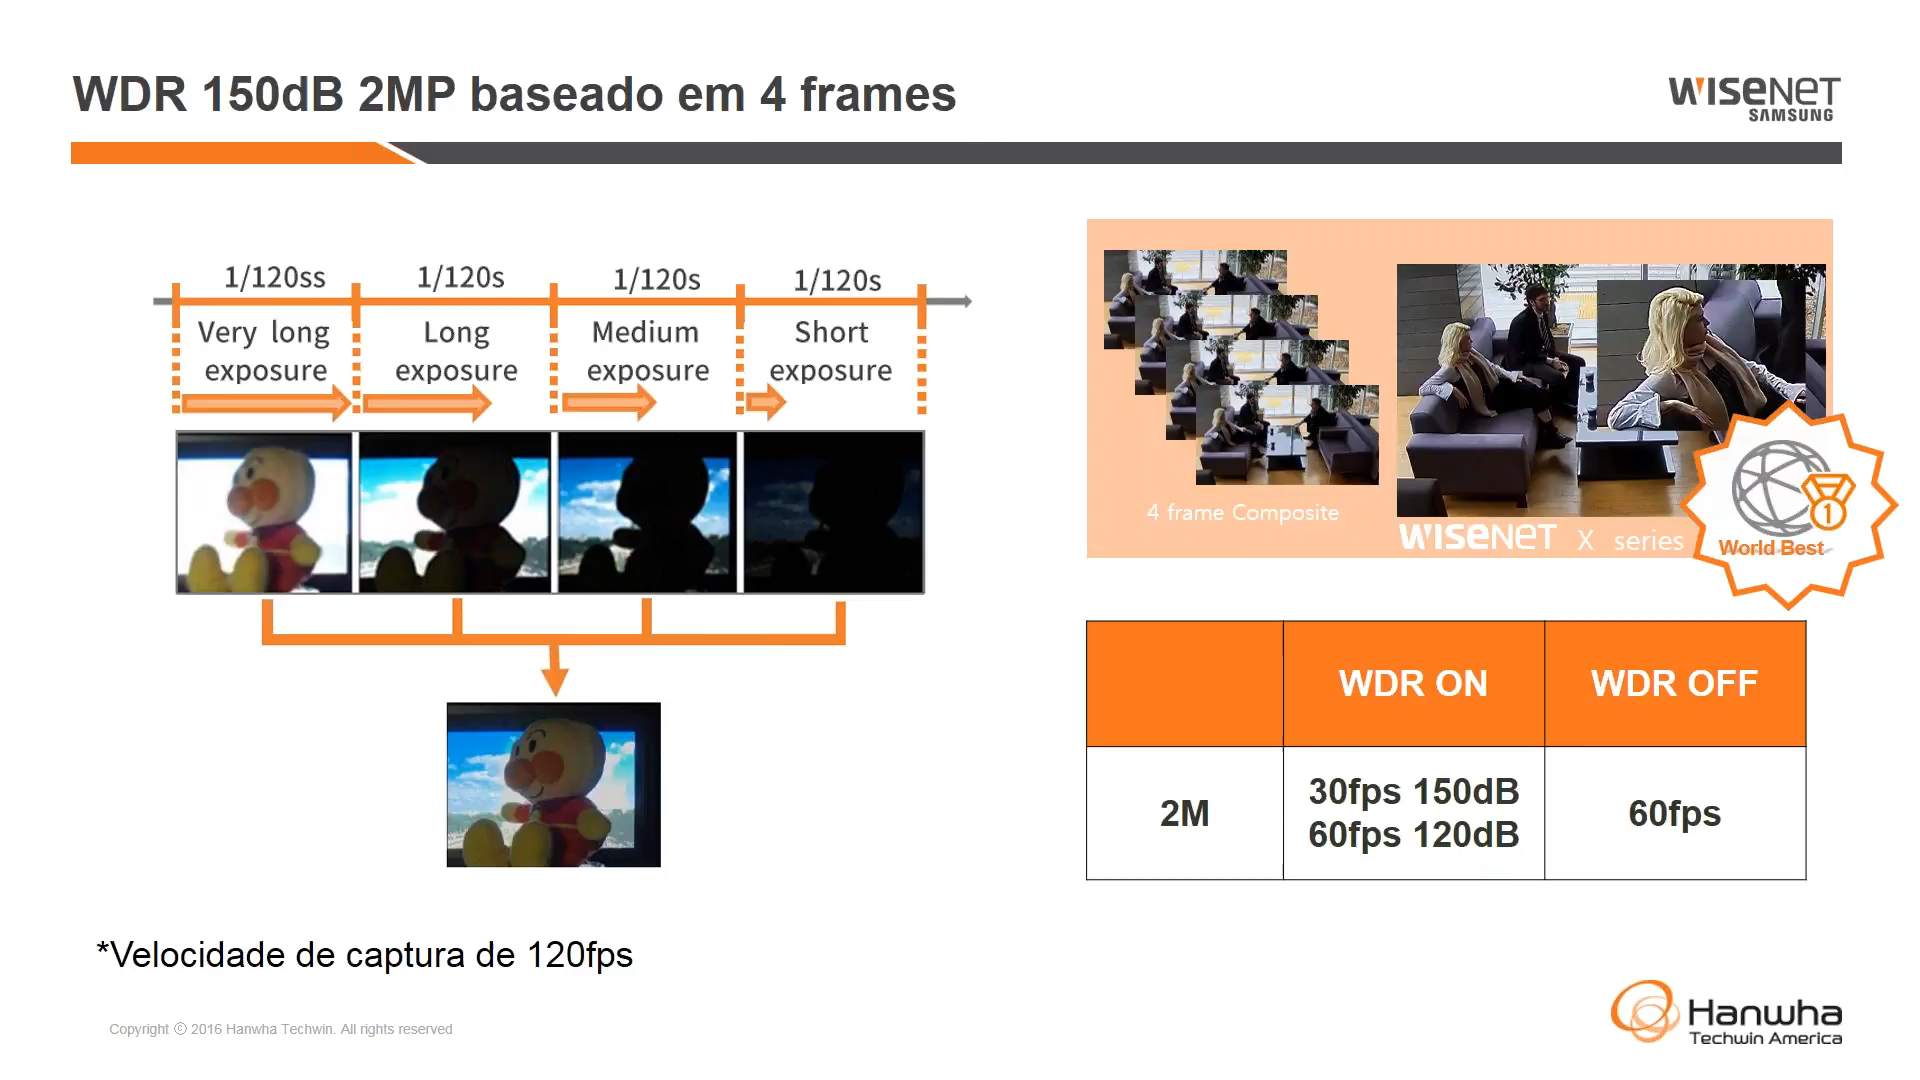 WDR 150dB 2MP baseado em 4 frames
WISENET
SAMSUNG
1/120ss
1/120s
1/120s
1/120s
Very long
exposure
Long
exposure
Medium
exposure
Short
exposure
4 frame Composite
WISENET X series
1
World Best
WDR ON
WDR OFF
2M
30fps 150dB
60fps 120dB
60fps
*Velocidade de captura de 120fps
Copyright ⓒ 2016 Hanwha Techwin. All rights reserved
Hanwha
Techwin America